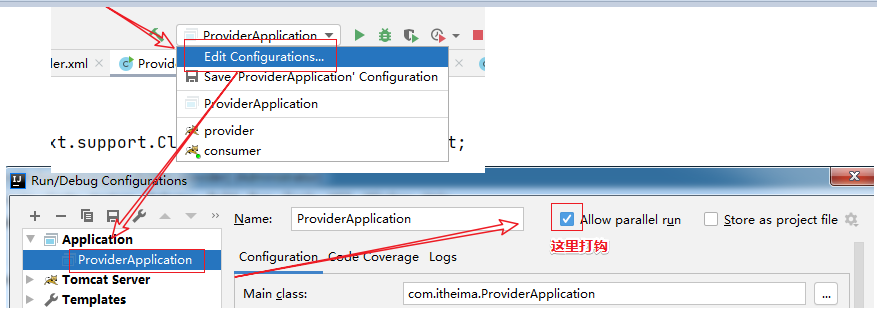 ProviderApplication
Edit Configurations...
der.xml
Provid
Save 'ProviderApplication' Configuration
ProviderApplication
provider
xt.support.Cl
t;
consumer
Run/Debug Configurations
Name:
ProviderApplication
Allow parallel run
Store as project file
这里打钩
Application
ProviderApplication
Configuration
Code Coverage
Logs
Tomcat Server
Main class:
com.itheima.ProviderApplication
...
Templates